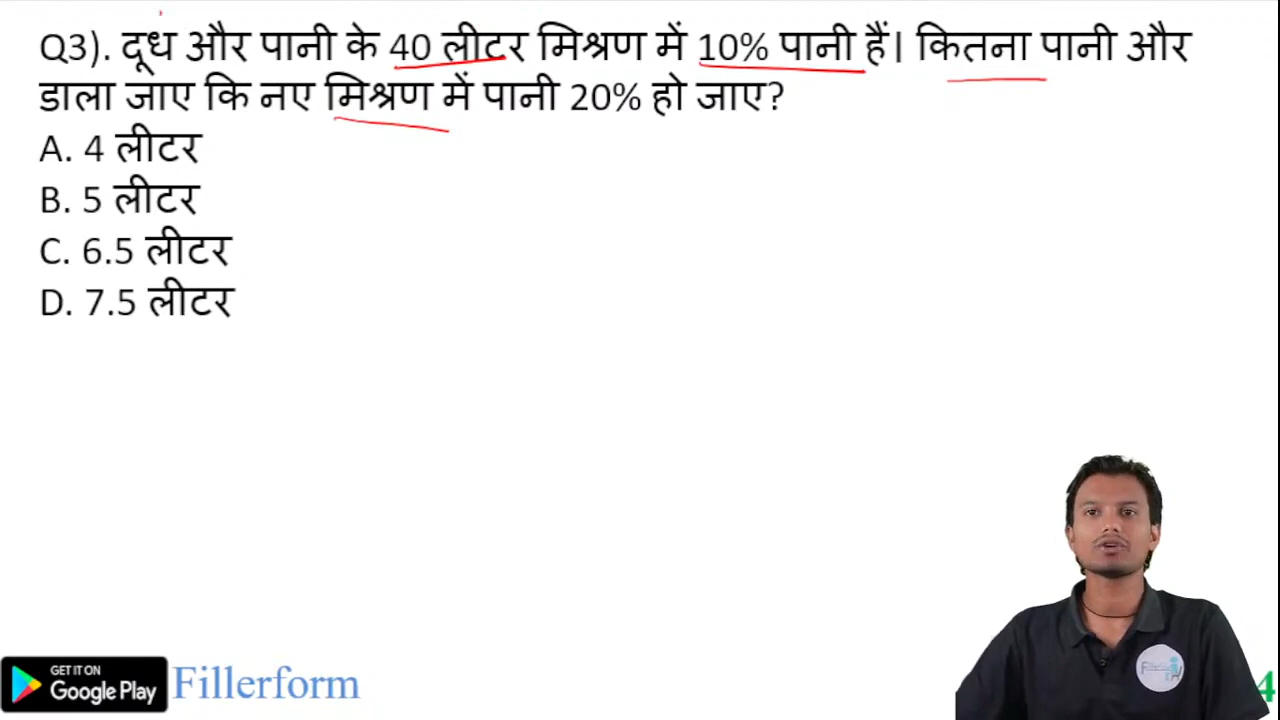 Q3). दूध और पानी के 40 लीटर मिश्रण में 10% पानी हैं। कितना पानी और
डाला जाए कि नए मिश्रण में पानी 20% हो जाए?
A. 4 लीटर
B. 5 लीटर
C. 6.5 लीटर
D. 7.5 लीटर
GET IT ON
Google Play
Fillerform
4